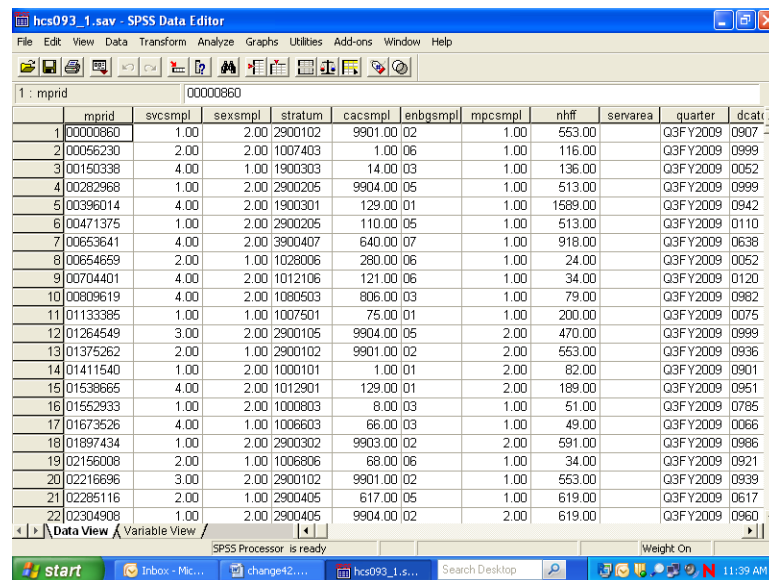 hcs093_1.sav - SPSS Data Editor
File Edit View Data Transform Analyze Graphs Utilities Add-ons Window Help
1 : mprid 00000860
mprid svcsmpl sexsmpl stratum cacsmpl enbgsmpl mpcsmpl nhff servarea quarter
1 00000860 1.00 2.00 2900102 9901.00 02 1.00 553.00 Q3FY2009 0907
2 00056230 2.00 2.00 1007403 1.00 06 1.00 116.00 Q3FY2009 0999
3 00150338 4.00 1.00 1900303 14.00 03 1.00 136.00 Q3FY2009 0052
4 00282968 1.00 2.00 2900205 9904.00 05 1.00 513.00 Q3FY2009 0999
5 00396014 4.00 2.00 1900301 129.00 01 1.00 1589.00 Q3FY2009 0942
6 00471375 1.00 2.00 2900205 110.00 05 1.00 513.00 Q3FY2009 0110
7 00653641 4.00 2.00 3900407 640.00 07 1.00 918.00 Q3FY2009 0638
8 00654659 2.00 1.00 1028006 280.00 06 1.00 24.00 Q3FY2009 0052
9 00704401 4.00 2.00 1012106 121.00 06 1.00 34.00 Q3FY2009 0120
10 00809619 4.00 2.00 1080503 806.00 03 1.00 79.00 Q3FY2009 0982
11 01133385 1.00 1.00 1007501 75.00 01 1.00 200.00 Q3FY2009 0075
12 01264549 3.00 2.00 2900105 9904.00 05 2.00 470.00 Q3FY2009 0999
13 01375262 2.00 1.00 2900102 9901.00 02 2.00 553.00 Q3FY2009 0936
14 01411540 1.00 2.00 1000101 1.00 01 2.00 82.00 Q3FY2009 0901
15 01538665 4.00 2.00 1012901 129.00 01 2.00 189.00 Q3FY2009 0951
16 01552933 1.00 2.00 1000803 8.00 03 1.00 51.00 Q3FY2009 0785
17 01673526 4.00 1.00 1006603 66.00 03 1.00 49.00 Q3FY2009 0066
18 01897434 1.00 2.00 2900302 9903.00 02 2.00 591.00 Q3FY2009 0986
19 02156008 2.00 1.00 1006806 68.00 06 1.00 34.00 Q3FY2009 0921
20 02216696 3.00 2.00 2900102 9901.00 02 1.00 553.00 Q3FY2009 0939
21 02285116 2.00 1.00 2900405 617.00 05 1.00 619.00 Q3FY2009 0617
22 02304908 1.00 2.00 2900405 9904.00 02 2.00 619.00 Q3FY2009 0960
Data View Variable View
SPSS Processor is ready Weight On
start Inbox - Mic... change42.... hcs093_1.s... Search Desktop N 11:39 AM